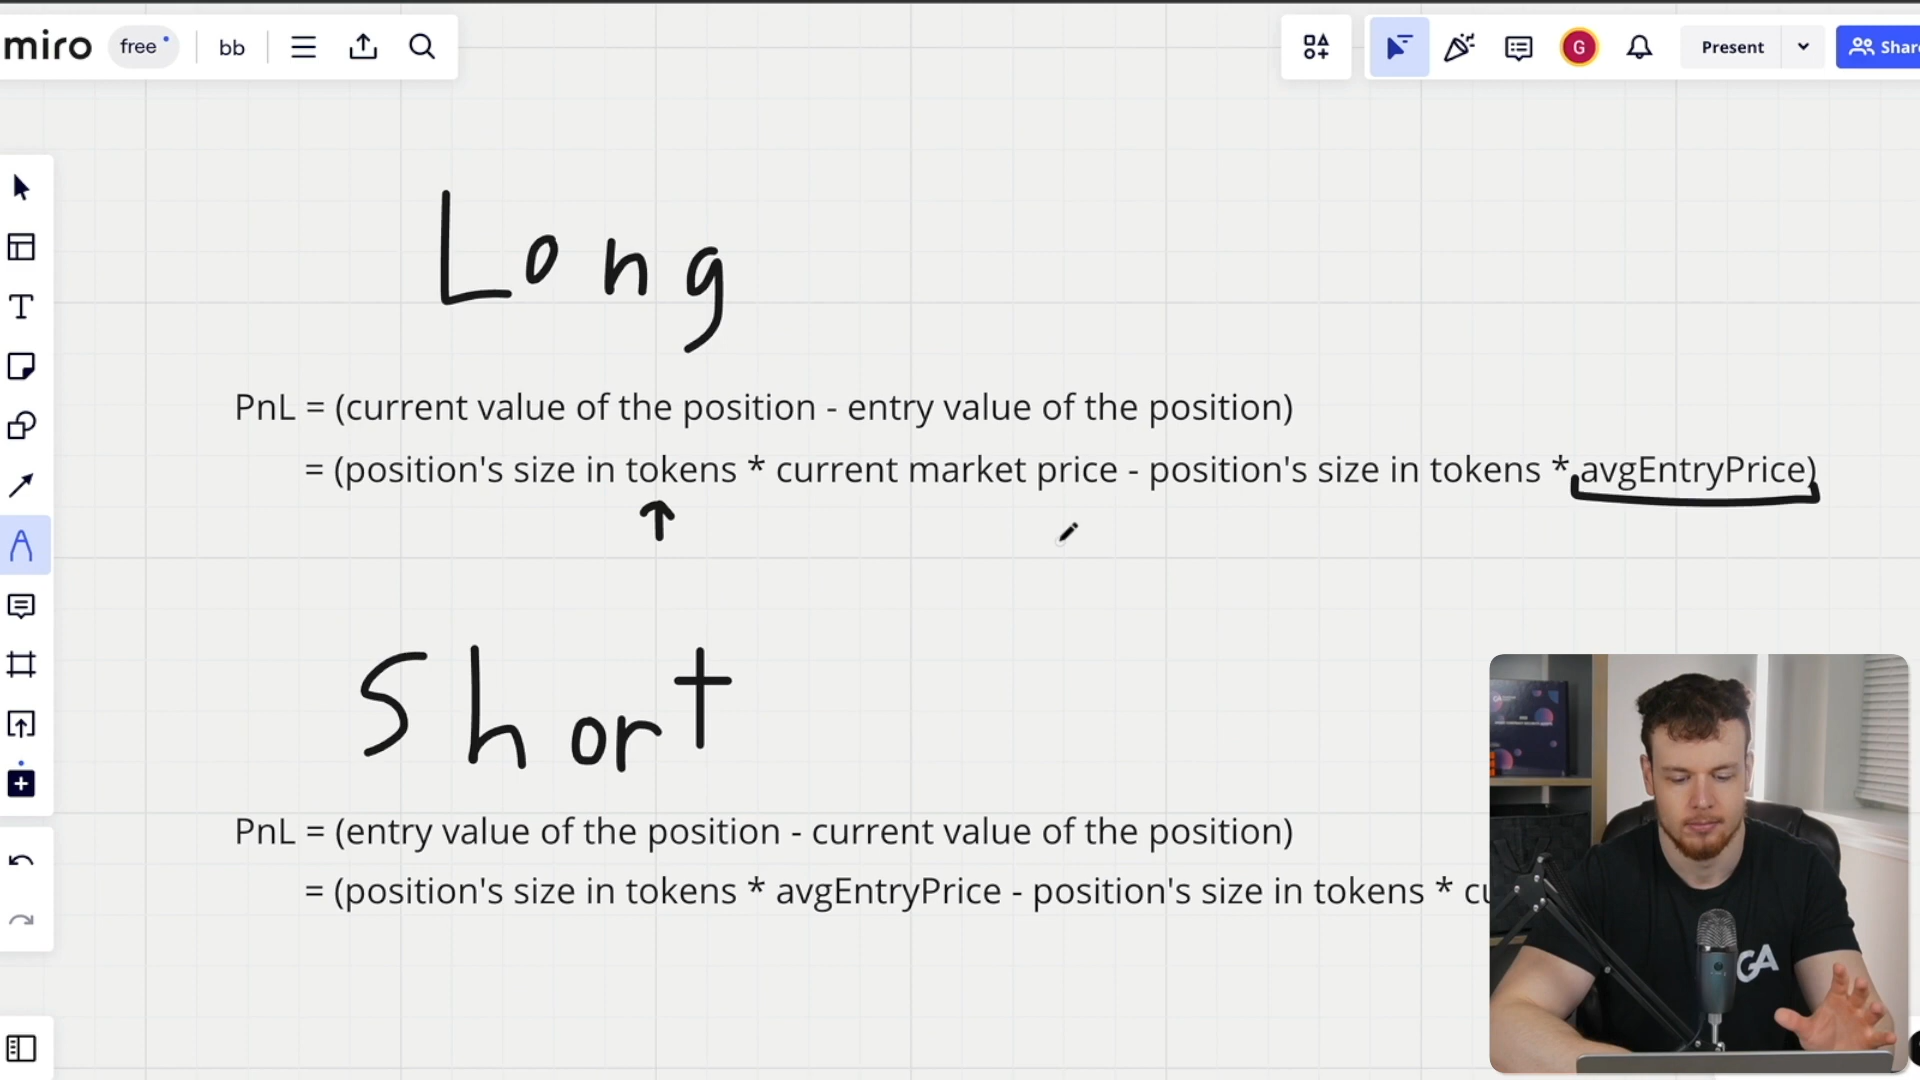 miro free bb Present Share
Long
PnL = (current value of the position - entry value of the position)
= (position's size in tokens * current market price - position's size in tokens * avgEntryPrice)
Short
PnL = (entry value of the position - current value of the position)
= (position's size in tokens * avgEntryPrice - position's size in tokens * cu
G
T
GA